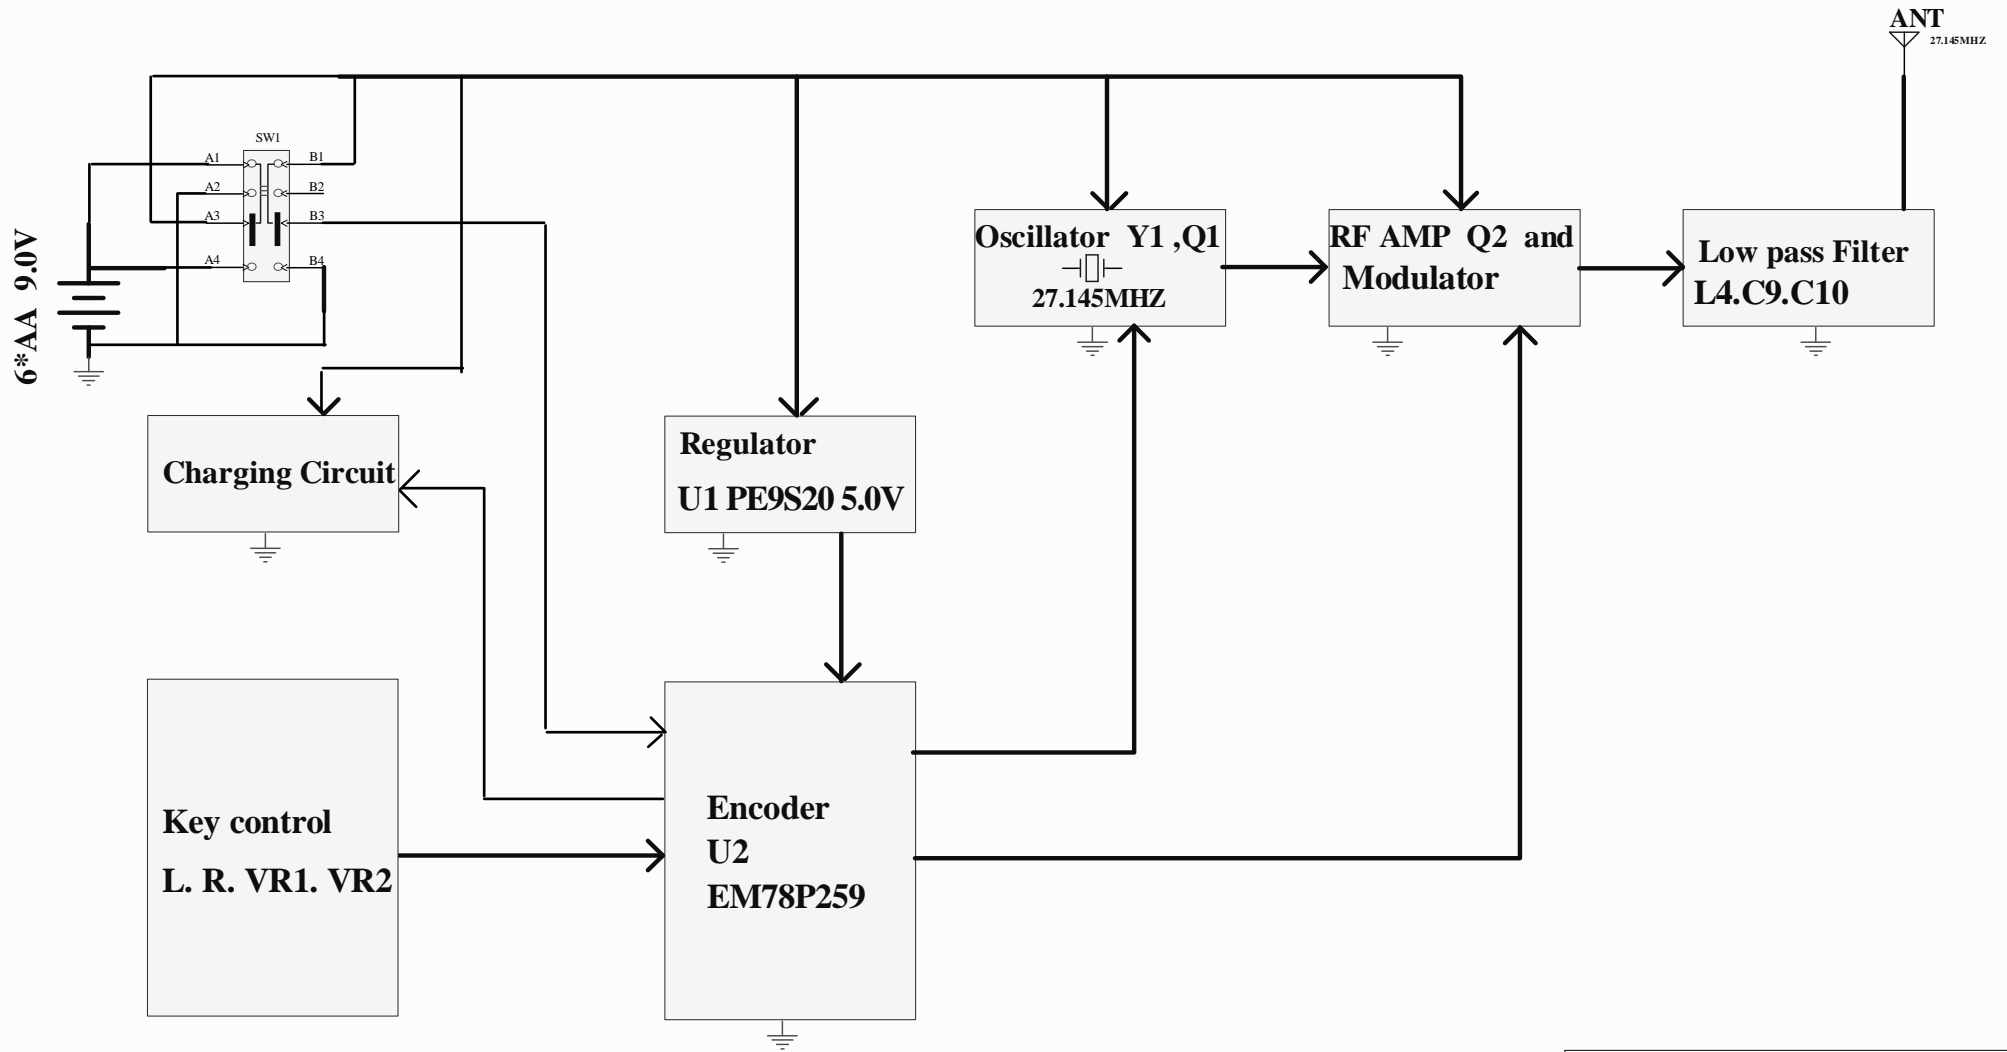 ANT
27.145MHZ
SW1
A1
B1
A2
B2
A3
B3
A4
B4
6*AA 9.0V
Oscillator Y1 ,Q1
27.145MHZ
RF AMP Q2 and
Modulator
Low pass Filter
L4.C9.C10
Charging Circuit
Regulator
U1 PE9S20 5.0V
Key control
L. R. VR1. VR2
Encoder
U2
EM78P259